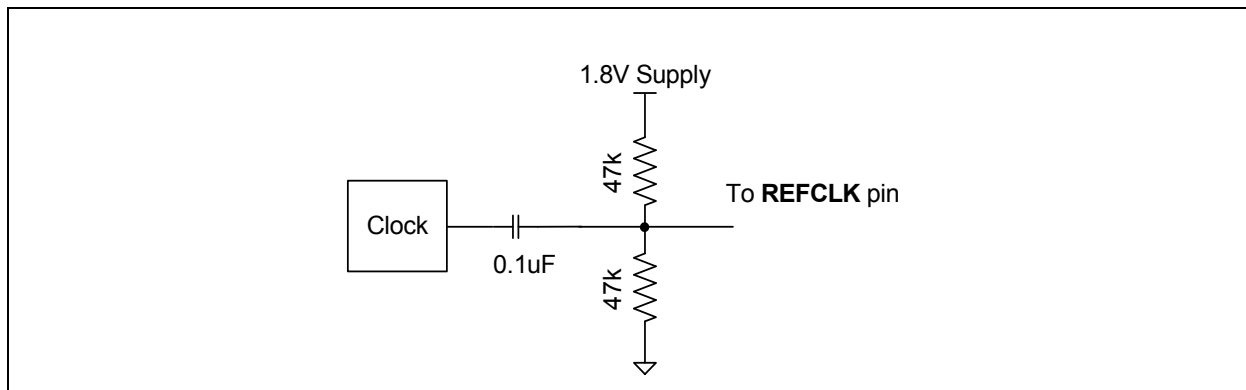 1.8V Supply
47k
To REFCLK pin
Clock
0.1uF
47k